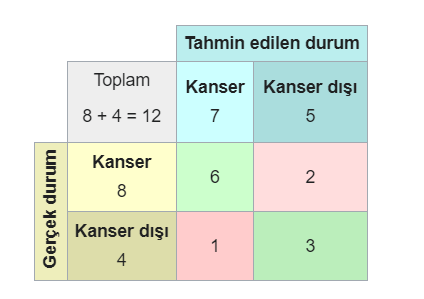 Tahmin edilen durum
Toplam
8 + 4 = 12
Kanser
7
Kanser dışı
5
Gerçek durum
Kanser
8
6
2
Kanser dışı
4
1
3